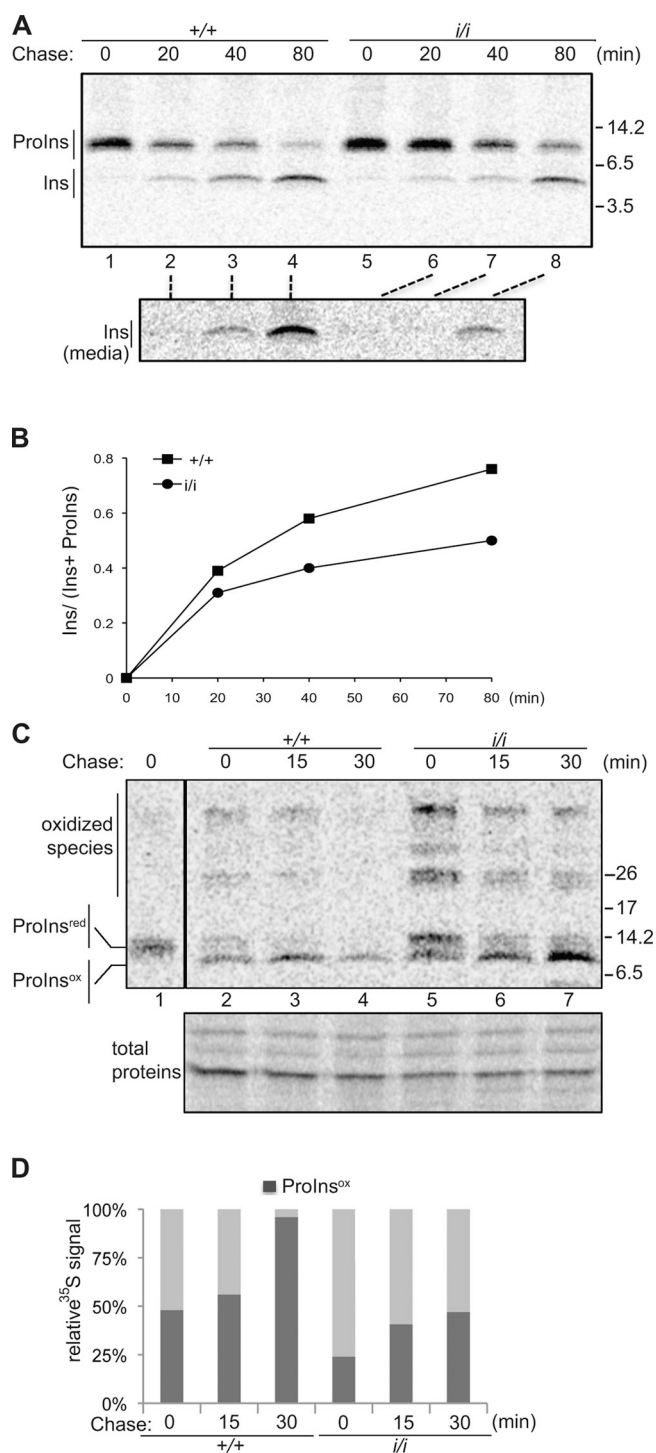 A
+/+ i/i
Chase: 0 20 40 80 0 20 40 80 (min)
ProIns
Ins
-14.2
-6.5
-3.5
1 2 3 4 5 6 7 8
Ins
(media)
B
+/+
i/i
Ins/ (Ins+ ProIns)
0.8
0.6
0.4
0.2
0
0 10 20 30 40 50 60 70 80 (min)
C
+/+ i/i
Chase: 0 0 15 30 0 15 30 (min)
oxidized
species
ProIns^red
ProIns^ox
-26
-17
-14.2
-6.5
1 2 3 4 5 6 7
total
proteins
D
ProIns^ox
relative ^35S signal
100%
75%
50%
25%
0%
Chase: 0 15 30 0 15 30 (min)
+/+ i/i